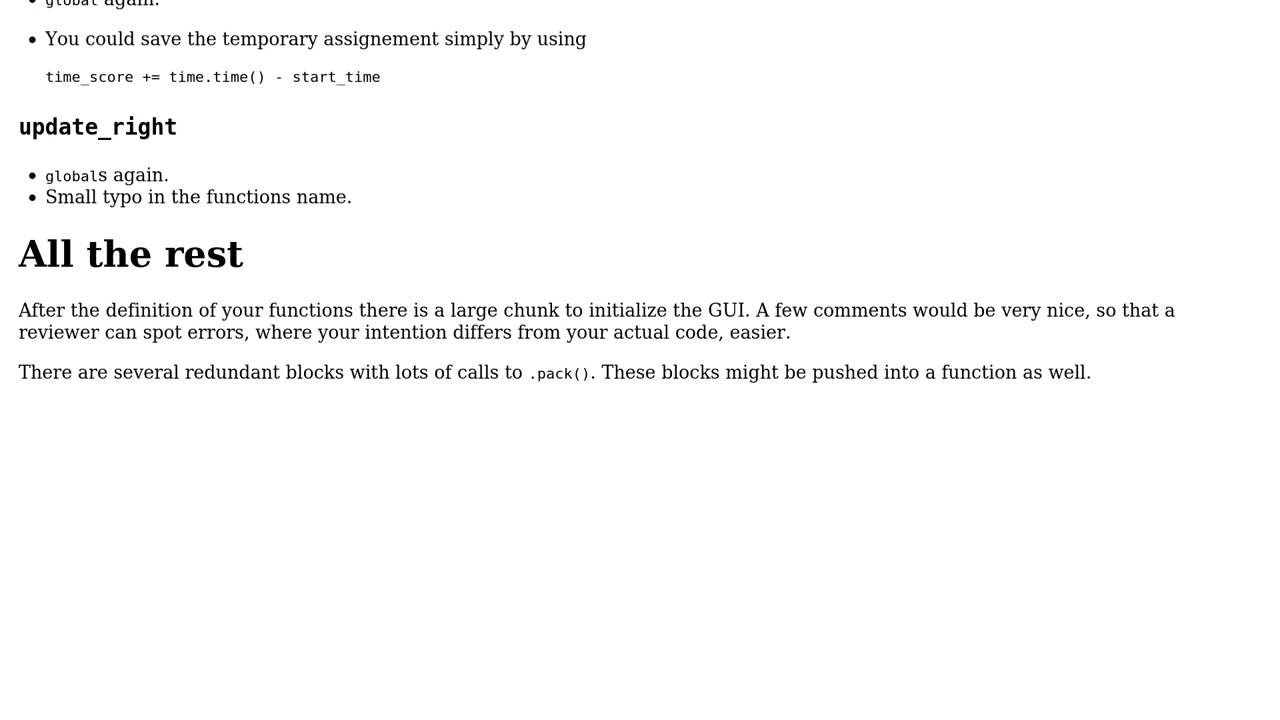 global again.
You could save the temporary assignement simply by using
time_score += time.time() - start_time
update_right
globals again.
Small typo in the functions name.
All the rest
After the definition of your functions there is a large chunk to initialize the GUI. A few comments would be very nice, so that a
reviewer can spot errors, where your intention differs from your actual code, easier.
There are several redundant blocks with lots of calls to .pack(). These blocks might be pushed into a function as well.